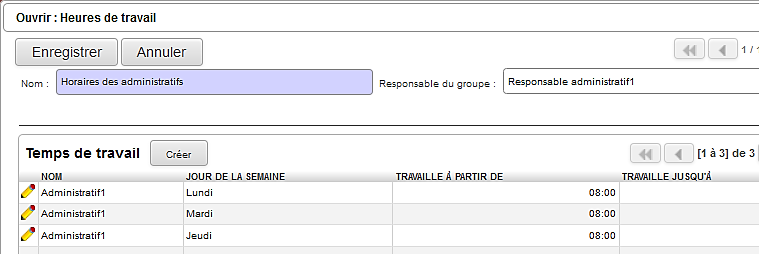 Ouvrir : Heures de travail
Enregistrer Annuler 1 / 1
Nom : Horaires des administratifs Responsable du groupe : Responsable administratif1
Temps de travail Créer [1 à 3] de 3
NOM JOUR DE LA SEMAINE TRAVAILLE À PARTIR DE TRAVAILLE JUSQU'À
Administratif1 Lundi 08:00
Administratif1 Mardi 08:00
Administratif1 Jeudi 08:00